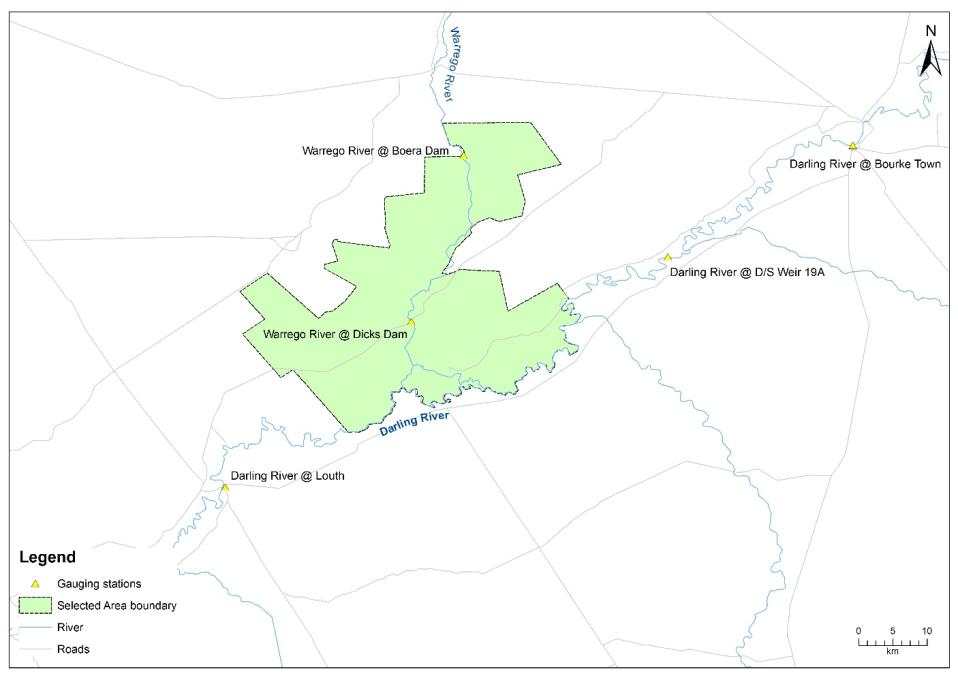 N
Warrego River
Warrego River @ Boera Dam
Darling River @ Bourke Town
Darling River @ D/S Weir 19A
Warrego River @ Dicks Dam
Darling River
Darling River @ Louth
Legend
Gauging stations
Selected Area boundary
River
Roads
0 5 10
km